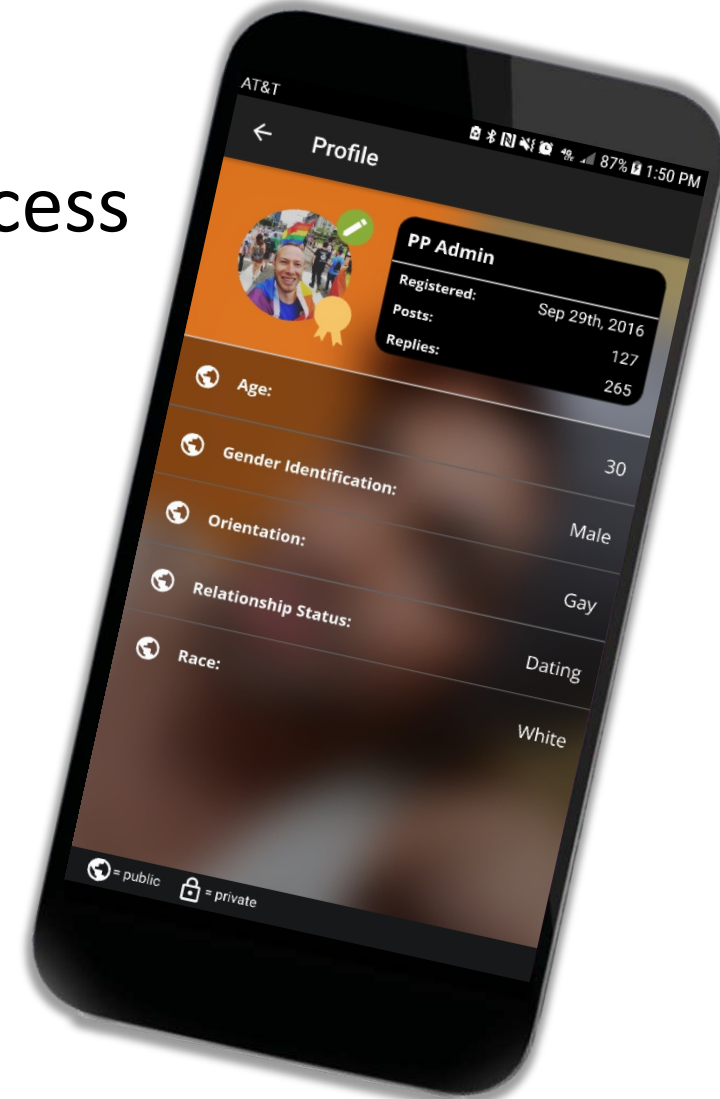 cess
AT&T
87% 1:50 PM
Profile
PP Admin
Registered: Sep 29th, 2016
Posts: 127
Replies: 265
Age: 30
Gender Identification: Male
Orientation: Gay
Relationship Status: Dating
Race: White
= public = private